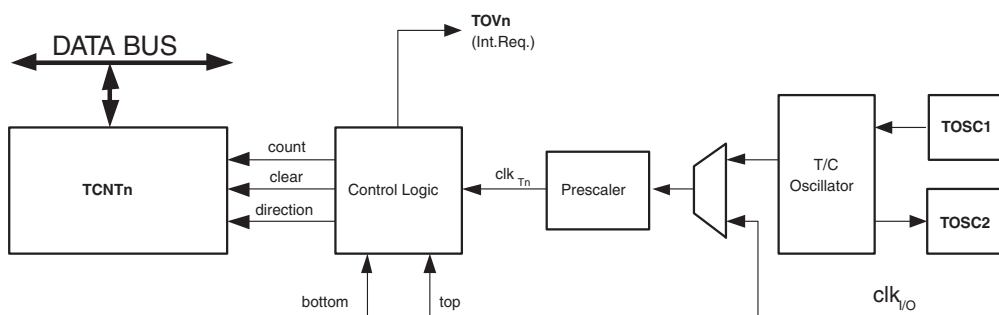 TOVn
(Int.Req.)
DATA BUS
TCNTn
count
clear
direction
Control Logic
clkTn
Prescaler
T/C
Oscillator
TOSC1
TOSC2
bottom
top
clkI/O